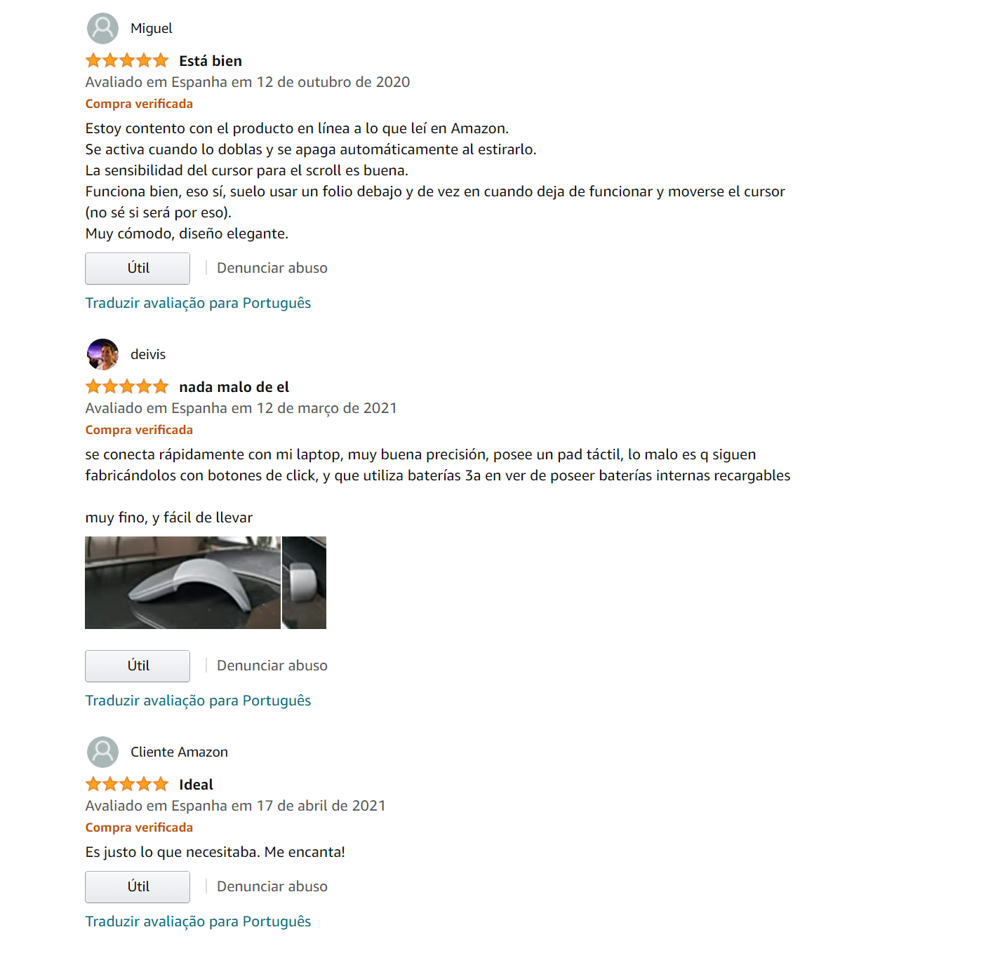 Miguel
Está bien
Avaliado em Espanha em 12 de outubro de 2020
Compra verificada
Estoy contento con el producto en línea a lo que leí en Amazon.
Se activa cuando lo doblas y se apaga automáticamente al estirarlo.
La sensibilidad del cursor para el scroll es buena.
Funciona bien, eso sí, suelo usar un folio debajo y de vez en cuando deja de funcionar y moverse el cursor
(no sé si será por eso).
Muy cómodo, diseño elegante.
Útil | Denunciar abuso
Traduzir avaliação para Português
deivis
nada malo de el
Avaliado em Espanha em 12 de março de 2021
Compra verificada
se conecta rápidamente con mi laptop, muy buena precisión, posee un pad táctil, lo malo es q siguen
fabricándolos con botones de click, y que utiliza baterías 3a en ver de poseer baterías internas recargables
muy fino, y fácil de llevar
Útil | Denunciar abuso
Traduzir avaliação para Português
Cliente Amazon
Ideal
Avaliado em Espanha em 17 de abril de 2021
Compra verificada
Es justo lo que necesitaba. Me encanta!
Útil | Denunciar abuso
Traduzir avaliação para Português